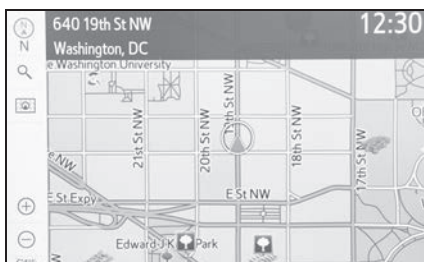 640 19th St NW
12:30
Washington, DC
N
e Washington University
21st St NW
20th St NW
19th St NW
18th St NW
17th St NW
e NW
E St Expy
E St NW
Edward J K Park